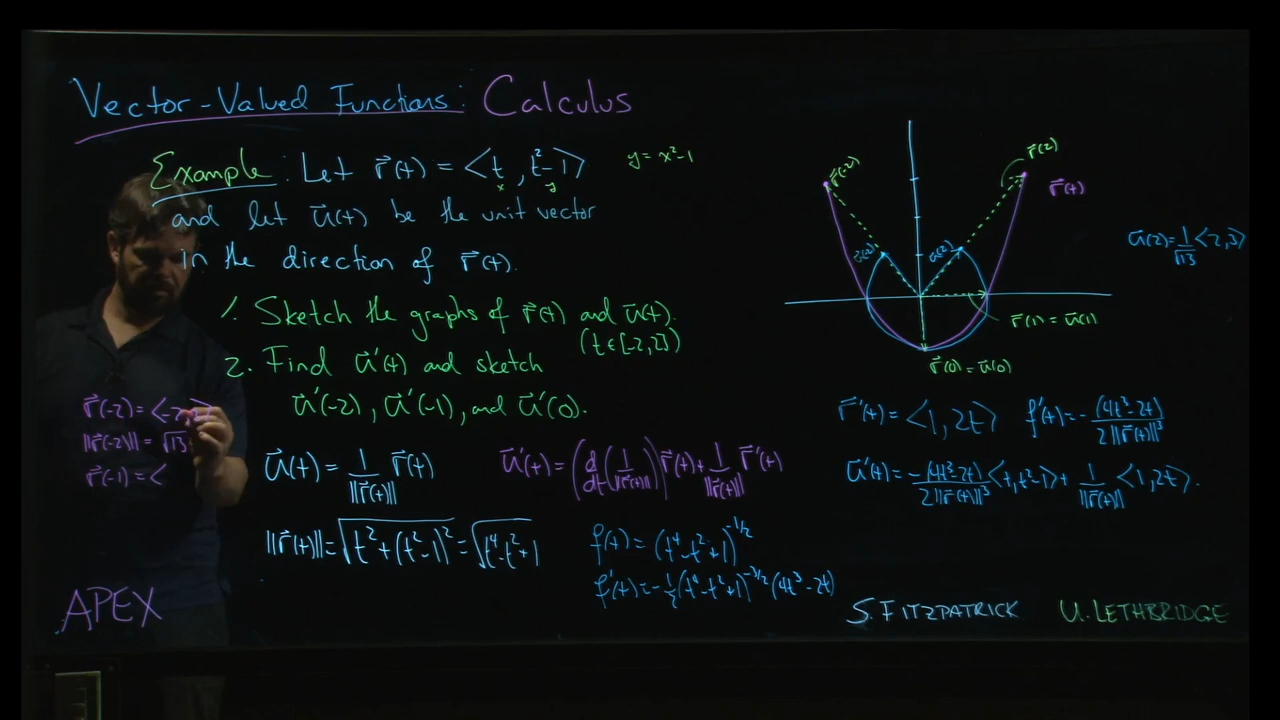 Vector-Valued Functions: Calculus
Example: Let r⃗(t) = <t, t²-1> y = x²-1
x y
and let u⃗(t) be the unit vector
in the direction of r⃗(t).
1. Sketch the graphs of r⃗(t) and u⃗(t).
(t∈[-2,2])
2. Find u⃗'(t) and sketch
u⃗'(-2), u⃗'(-1), and u⃗'(0).
r⃗(-2) = <-2,
||r⃗(-2)|| = √13
r⃗(-1) = <
u⃗(t) = 1/||r⃗(t)|| r⃗(t)
||r⃗(t)|| = √(t²+(t²-1)²) = √(t⁴-t²+1)
u⃗'(t) = (d/dt(1/||r⃗(t)||)) r⃗(t) + 1/||r⃗(t)|| r⃗'(t)
f(t) = (t⁴-t²+1)^(-1/2)
f'(t) = -1/2(t⁴-t²+1)^(-3/2) (4t³-2t)
r⃗(-2)
r⃗(2)
r⃗(t)
u⃗(2)
u⃗(2) = 1/√13 <2,3>
r⃗(1) = u⃗(1)
r⃗(0) = u⃗(0)
r⃗'(t) = <1, 2t> f'(t) = -(4t³-2t)/(2||r⃗(t)||³)
u⃗'(t) = -(4t³-2t)/(2||r⃗(t)||³) <t, t²-1> + 1/||r⃗(t)|| <1, 2t>.
APEX
S. FITZPATRICK U. LETHBRIDGE